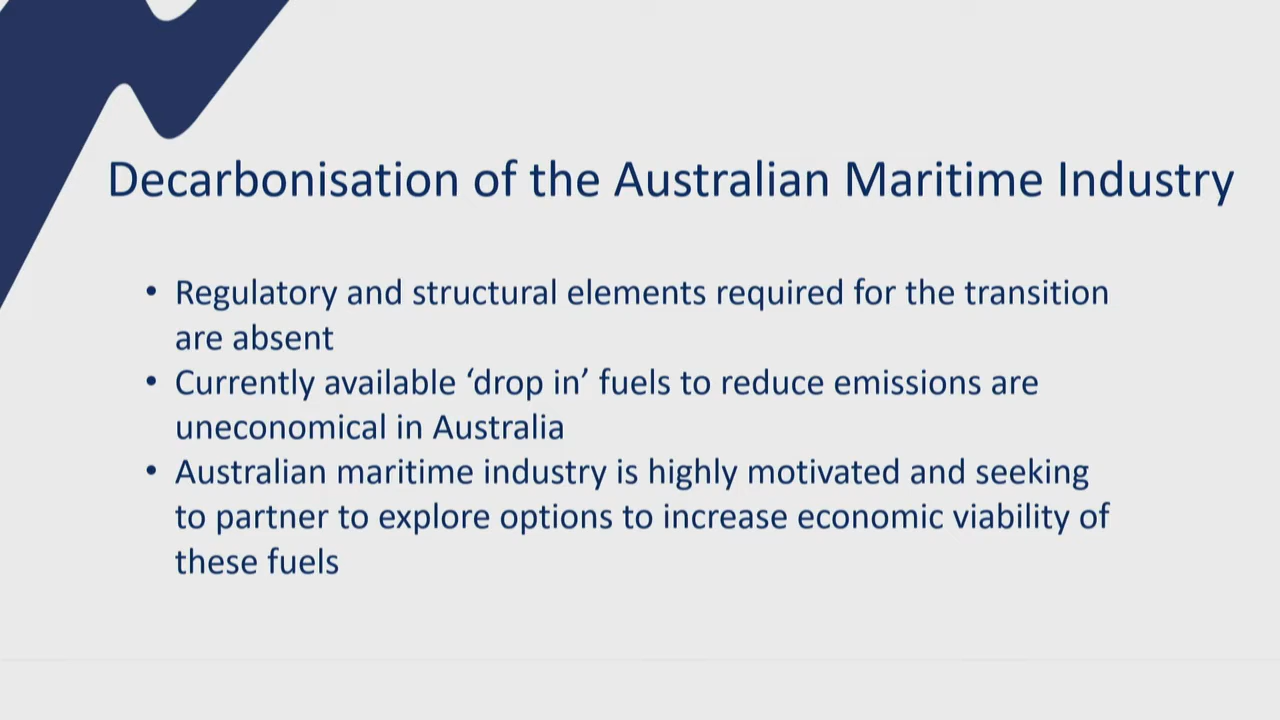 Decarbonisation of the Australian Maritime Industry
• Regulatory and structural elements required for the transition
are absent
• Currently available ‘drop in’ fuels to reduce emissions are
uneconomical in Australia
• Australian maritime industry is highly motivated and seeking
to partner to explore options to increase economic viability of
these fuels